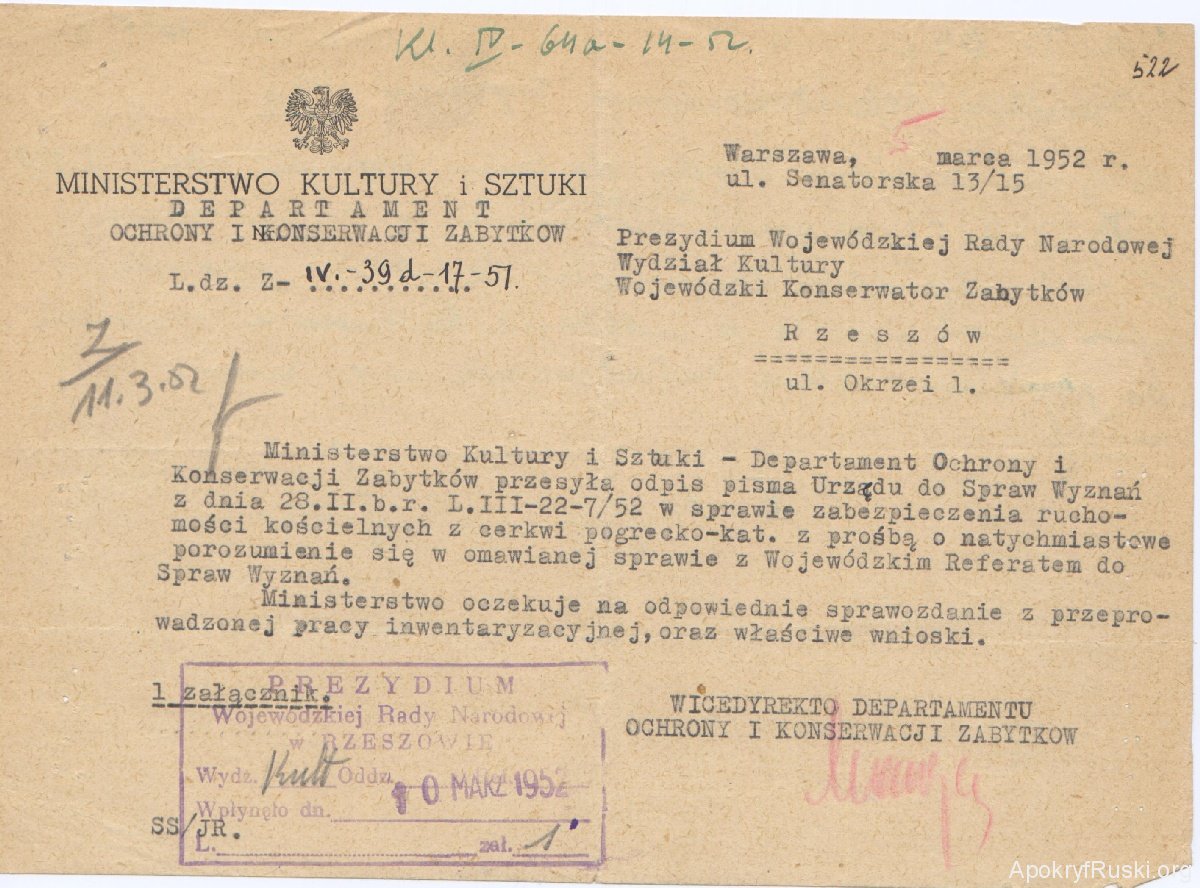 Kl. IV - 64a - 14 - 52.
522
MINISTERSTWO KULTURY i SZTUKI
DEPARTAMENT
OCHRONY I KONSERWACJI ZABYTKOW
L.dz. Z- IV.-39d-17-51.
Warszawa, 5 marca 1952 r.
ul. Senatorska 13/15
Prezydium Wojewódzkiej Rady Narodowej
Wydział Kultury
Wojewódzki Konserwator Zabytków
Rzeszów
=================
ul. Okrzei 1.
11.3.52
Ministerstwo Kultury i Sztuki - Departament Ochrony i
Konserwacji Zabytków przesyła odpis pisma Urzędu do Spraw Wyznań
z dnia 28.II.b.r. L.III-22-7/52 w sprawie zabezpieczenia rucho-
mości kościelnych z cerkwi pogrecko-kat. z prośbą o natychmiastowe
porozumienie się w omawianej sprawie z Wojewódzkim Referatem do
Spraw Wyznań.
Ministerstwo oczekuje na odpowiednie sprawozdanie z przepro-
wadzonej pracy inwentaryzacyjnej, oraz właściwe wnioski.
1 załącznik.
PREZYDIUM
Wojewódzkiej Rady Narodowej
w RZESZOWIE
Wydz. Kult Oddz.
Wpłynęło dn. 10 MARZ 1952
L. zał. 1
SS/JR.
WICEDYREKTO DEPARTAMENTU
OCHRONY I KONSERWACJI ZABYTKOW
ApokryfRuski.org